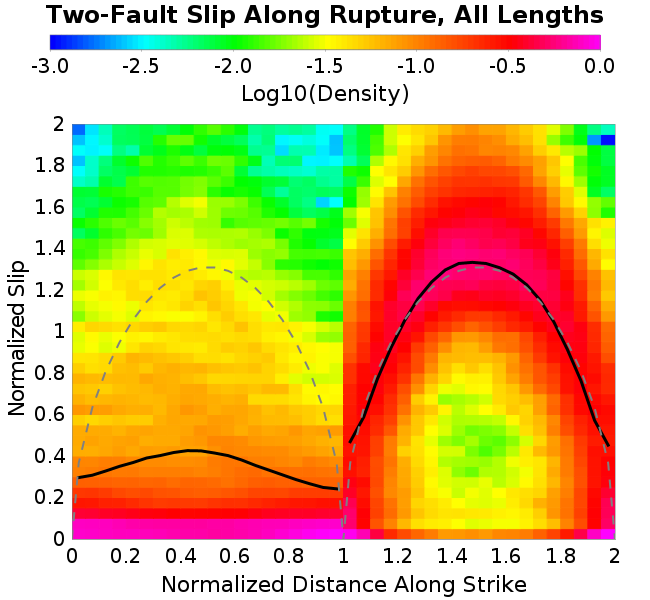 Two-Fault Slip Along Rupture, All Lengths
-3.0 -2.5 -2.0 -1.5 -1.0 -0.5 0.0
Log10(Density)
Normalized Slip
2
1.8
1.6
1.4
1.2
1
0.8
0.6
0.4
0.2
0
0 0.2 0.4 0.6 0.8 1 1.2 1.4 1.6 1.8 2
Normalized Distance Along Strike